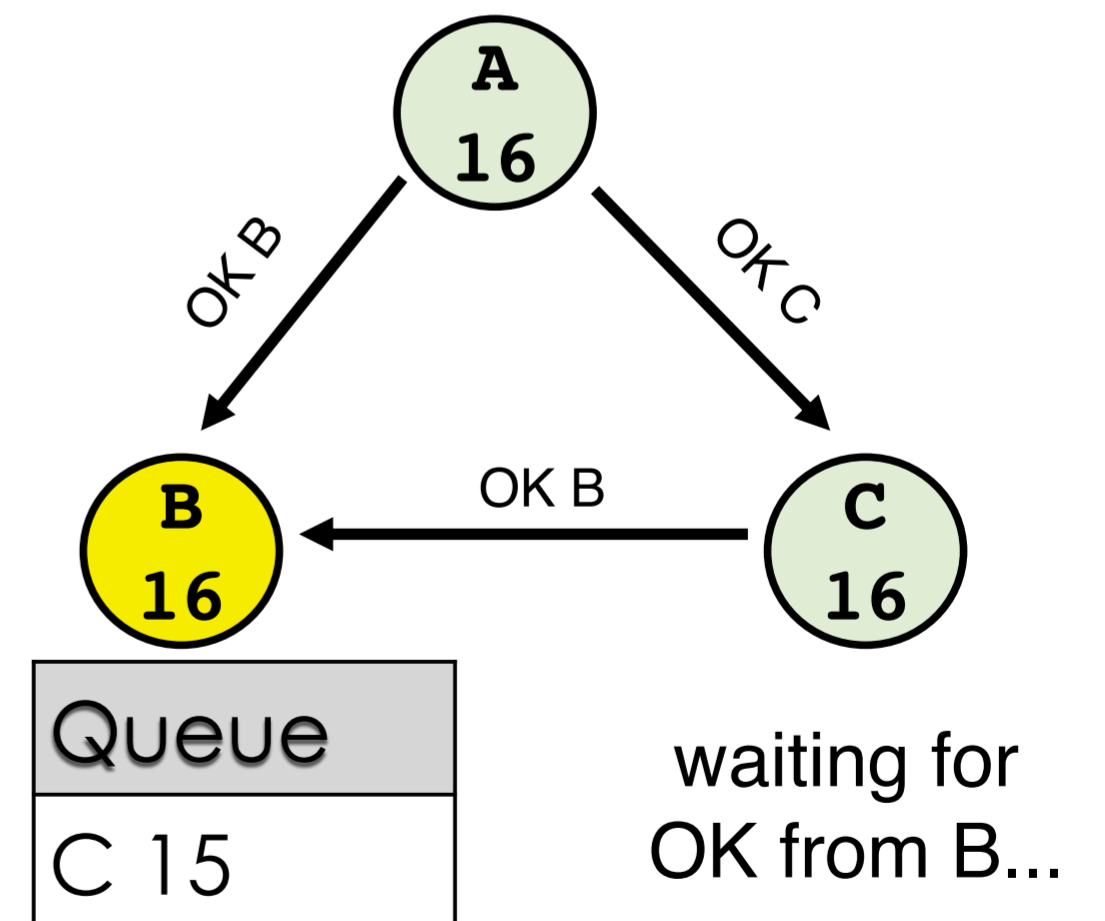 A
16
OK B
OK C
OK B
B
16
C
16
Queue
C 15
waiting for
OK from B...